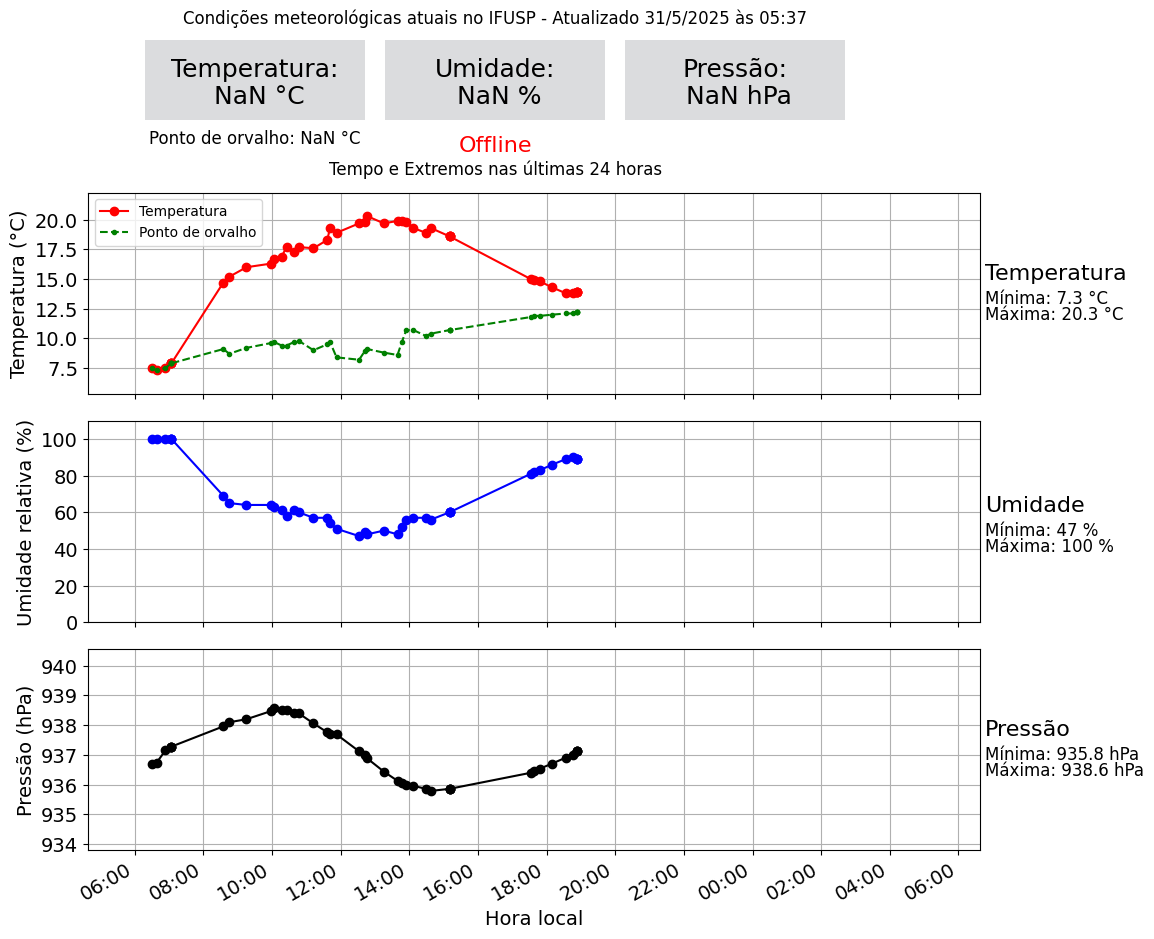 Condições meteorológicas atuais no IFUSP - Atualizado 31/5/2025 às 05:37
Temperatura:
NaN °C
Umidade:
NaN %
Pressão:
NaN hPa
Ponto de orvalho: NaN °C
Offline
Tempo e Extremos nas últimas 24 horas
Temperatura (°C)
20.0
17.5
15.0
12.5
10.0
7.5
Temperatura
Ponto de orvalho
Temperatura
Mínima: 7.3 °C
Máxima: 20.3 °C
Umidade relativa (%)
100
80
60
40
20
0
Umidade
Mínima: 47 %
Máxima: 100 %
Pressão (hPa)
940
939
938
937
936
935
934
Pressão
Mínima: 935.8 hPa
Máxima: 938.6 hPa
06:00 08:00 10:00 12:00 14:00 16:00 18:00 20:00 22:00 00:00 02:00 04:00 06:00
Hora local